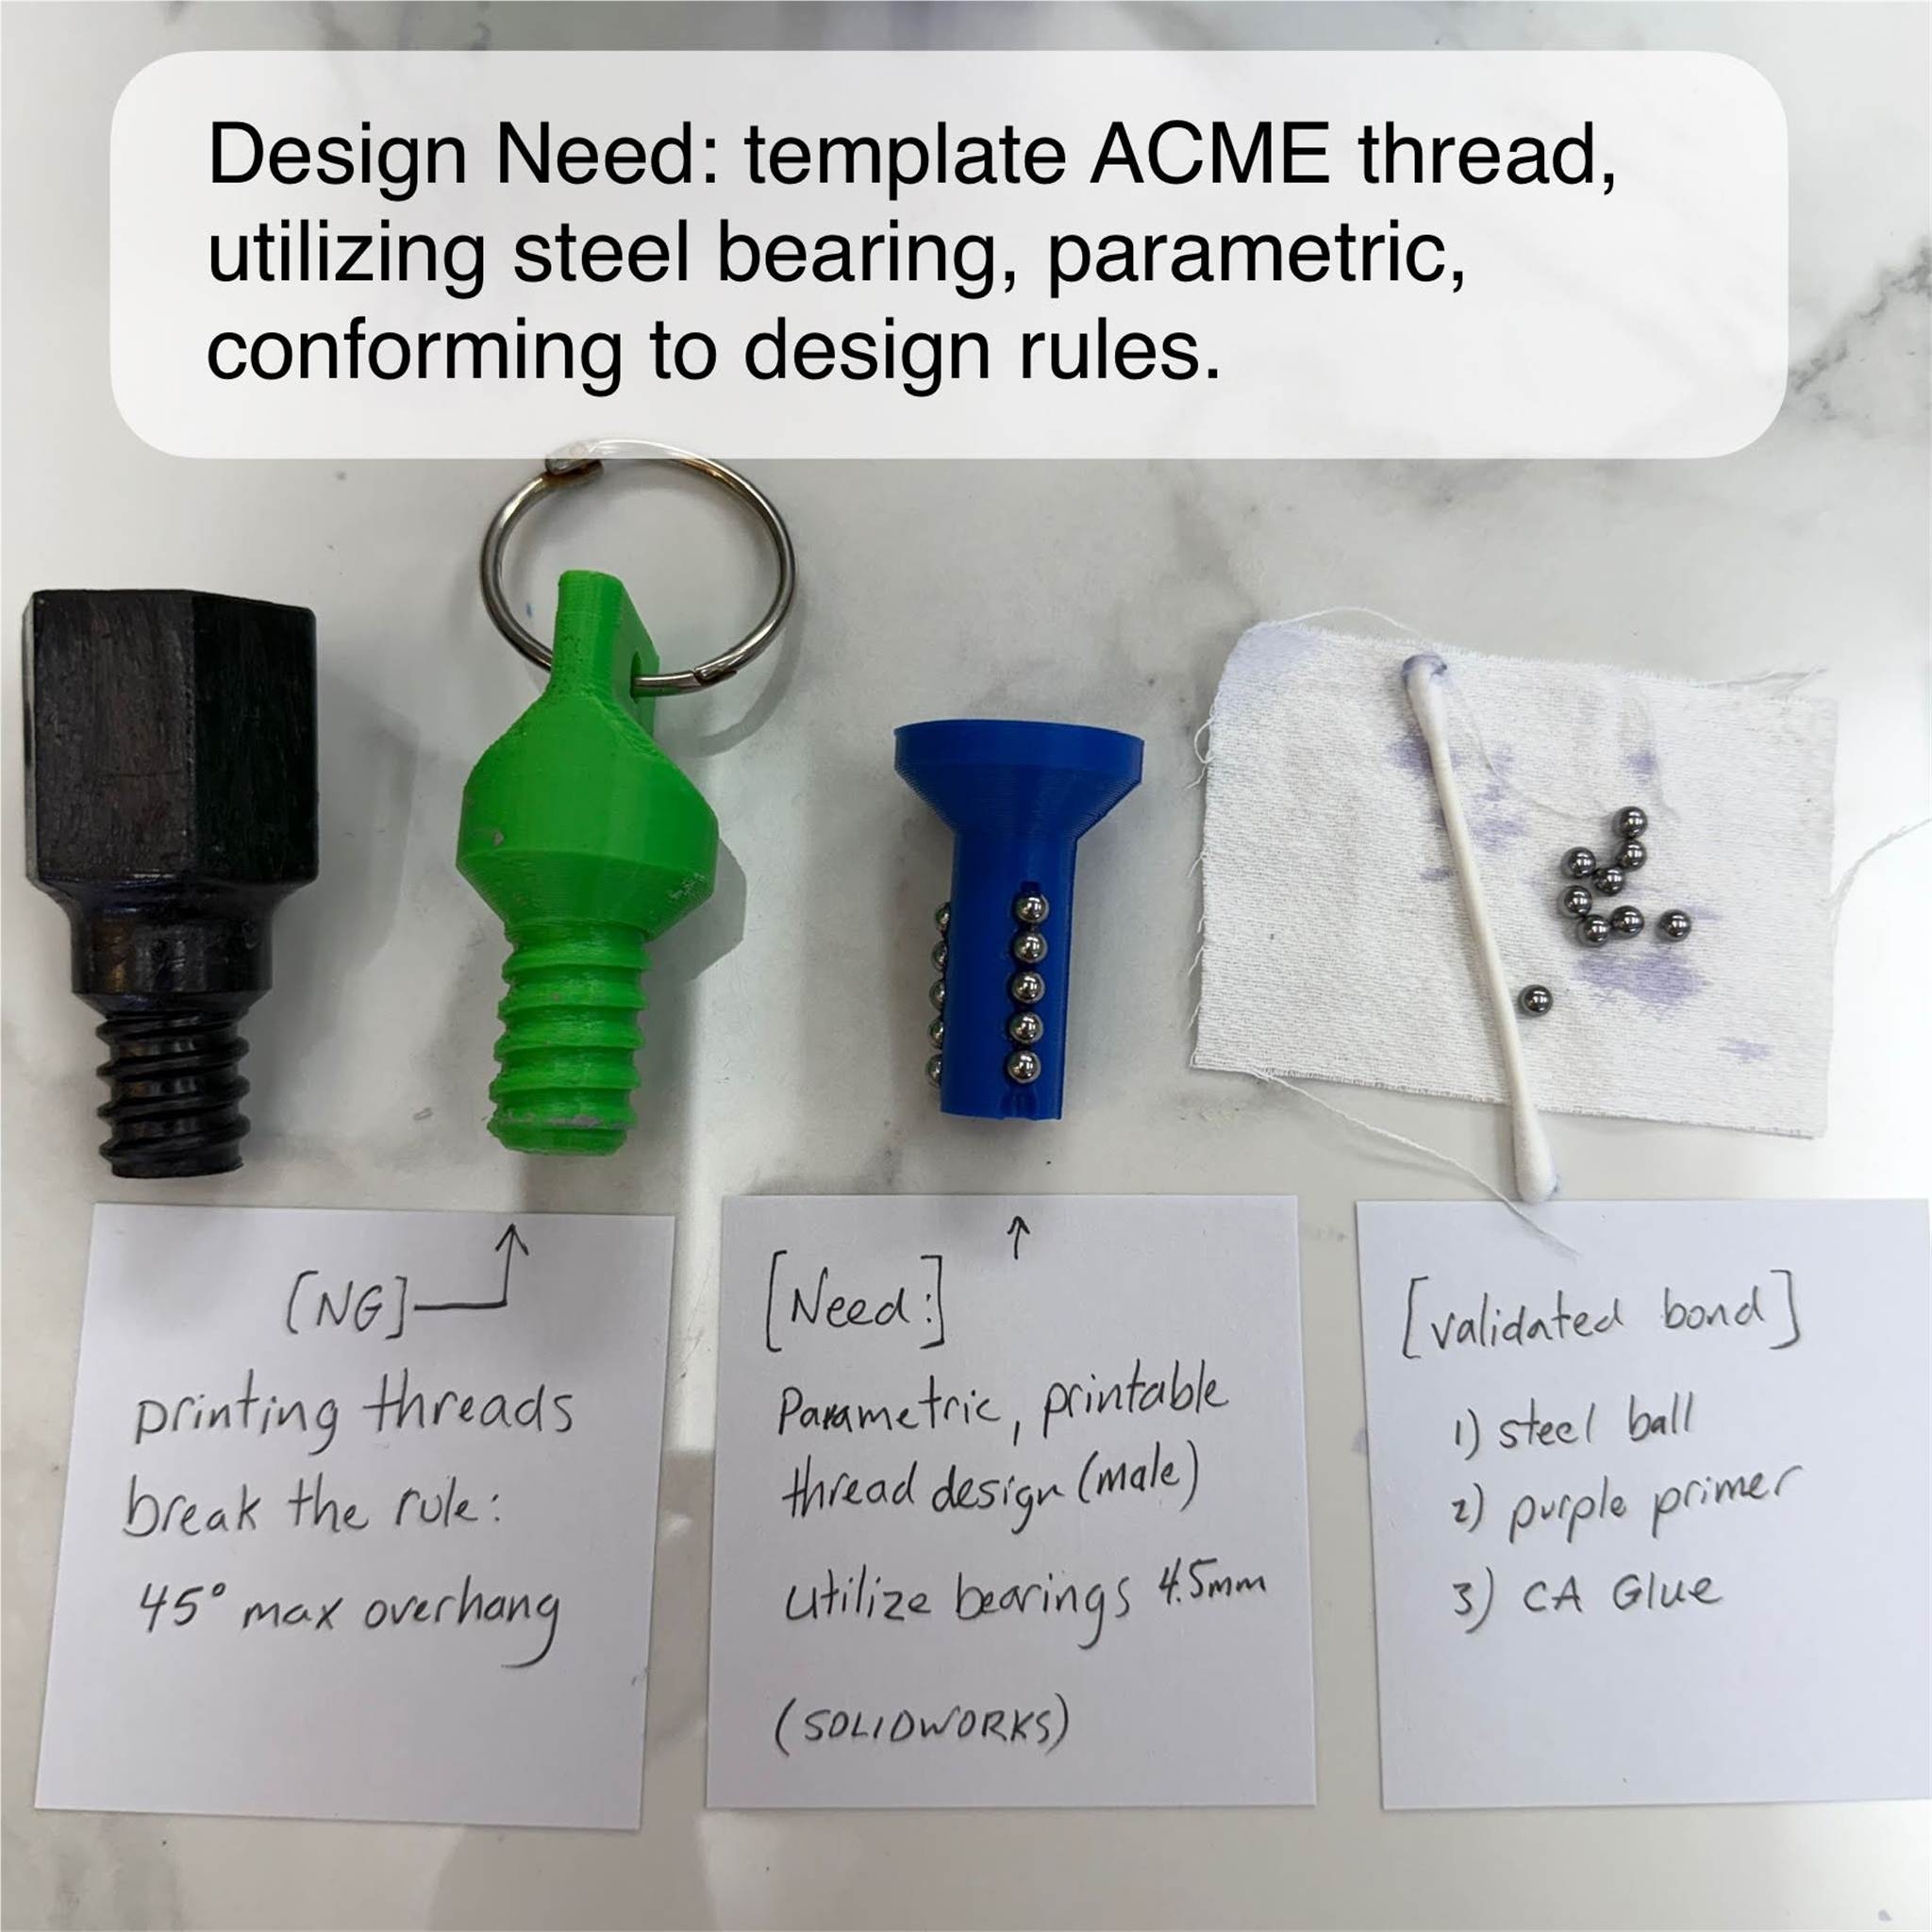 Design Need: template ACME thread,
utilizing steel bearing, parametric,
conforming to design rules.
[NG]
printing threads
break the rule:
45° max overhang
[Need:]
Parametric, printable
thread design (male)
utilize bearings 4.5mm
(SOLIDWORKS)
[validated bond]
1) steel ball
2) purple primer
3) CA Glue